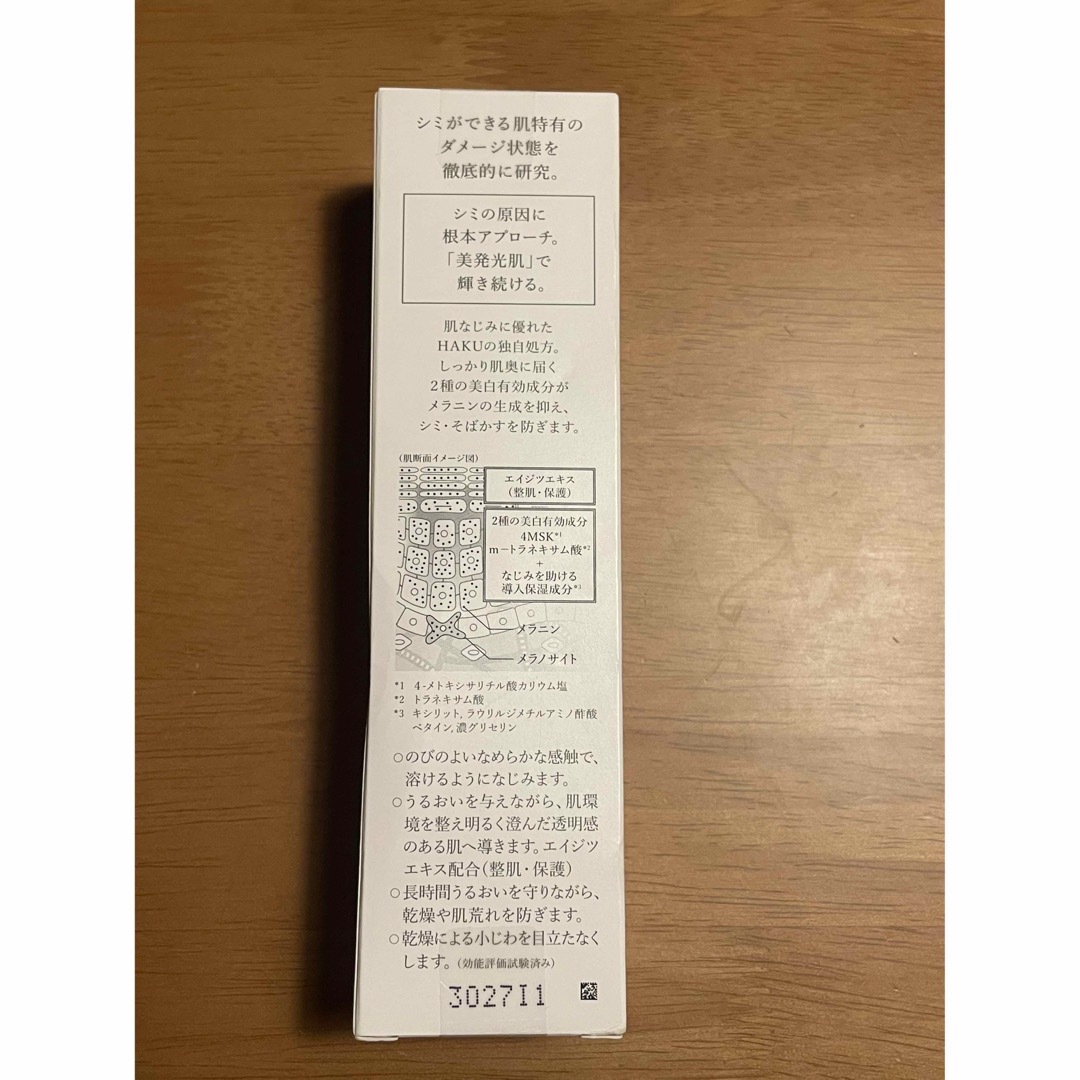 シミができる肌特有の
ダメージ状態を
徹底的に研究。
シミの原因に
根本アプローチ。
「美発光肌」で
輝き続ける。
肌なじみに優れた
HAKUの独自処方。
しっかり肌奥に届く
2種の美白有効成分が
メラニンの生成を抑え、
シミ・そばかすを防ぎます。
(肌断面イメージ図)
エイジツエキス
(整肌・保護)
2種の美白有効成分
4MSK*1
m-トラネキサム酸*2
+
なじみを助ける
導入保湿成分*3
メラニン
メラノサイト
*1 4-メトキシサリチル酸カリウム塩
*2 トラネキサム酸
*3 キシリット, ラウリルジメチルアミノ酢酸
ベタイン, 濃グリセリン
○のびのよいなめらかな感触で、
溶けるようになじみます。
○うるおいを与えながら、肌環
境を整え明るく澄んだ透明感
のある肌へ導きます。エイジツ
エキス配合(整肌・保護)
○長時間うるおいを守りながら、
乾燥や肌荒れを防ぎます。
○乾燥による小じわを目立たなく
します。(効能評価試験済み)
3027I1